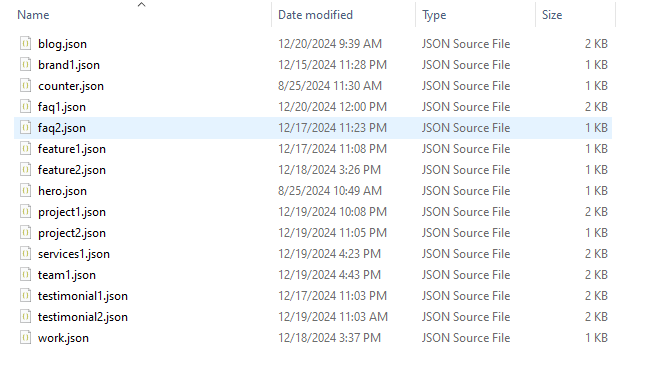 Name Date modified Type Size
blog.json 12/20/2024 9:39 AM JSON Source File 2 KB
brand1.json 12/15/2024 11:28 PM JSON Source File 1 KB
counter.json 8/25/2024 11:30 AM JSON Source File 1 KB
faq1.json 12/20/2024 12:00 PM JSON Source File 2 KB
faq2.json 12/17/2024 11:23 PM JSON Source File 1 KB
feature1.json 12/17/2024 11:08 PM JSON Source File 1 KB
feature2.json 12/18/2024 3:26 PM JSON Source File 1 KB
hero.json 8/25/2024 10:49 AM JSON Source File 1 KB
project1.json 12/19/2024 10:08 PM JSON Source File 2 KB
project2.json 12/19/2024 11:05 PM JSON Source File 1 KB
services1.json 12/19/2024 4:23 PM JSON Source File 2 KB
team1.json 12/19/2024 4:43 PM JSON Source File 2 KB
testimonial1.json 12/17/2024 11:03 PM JSON Source File 2 KB
testimonial2.json 12/19/2024 11:03 AM JSON Source File 2 KB
work.json 12/18/2024 3:37 PM JSON Source File 1 KB